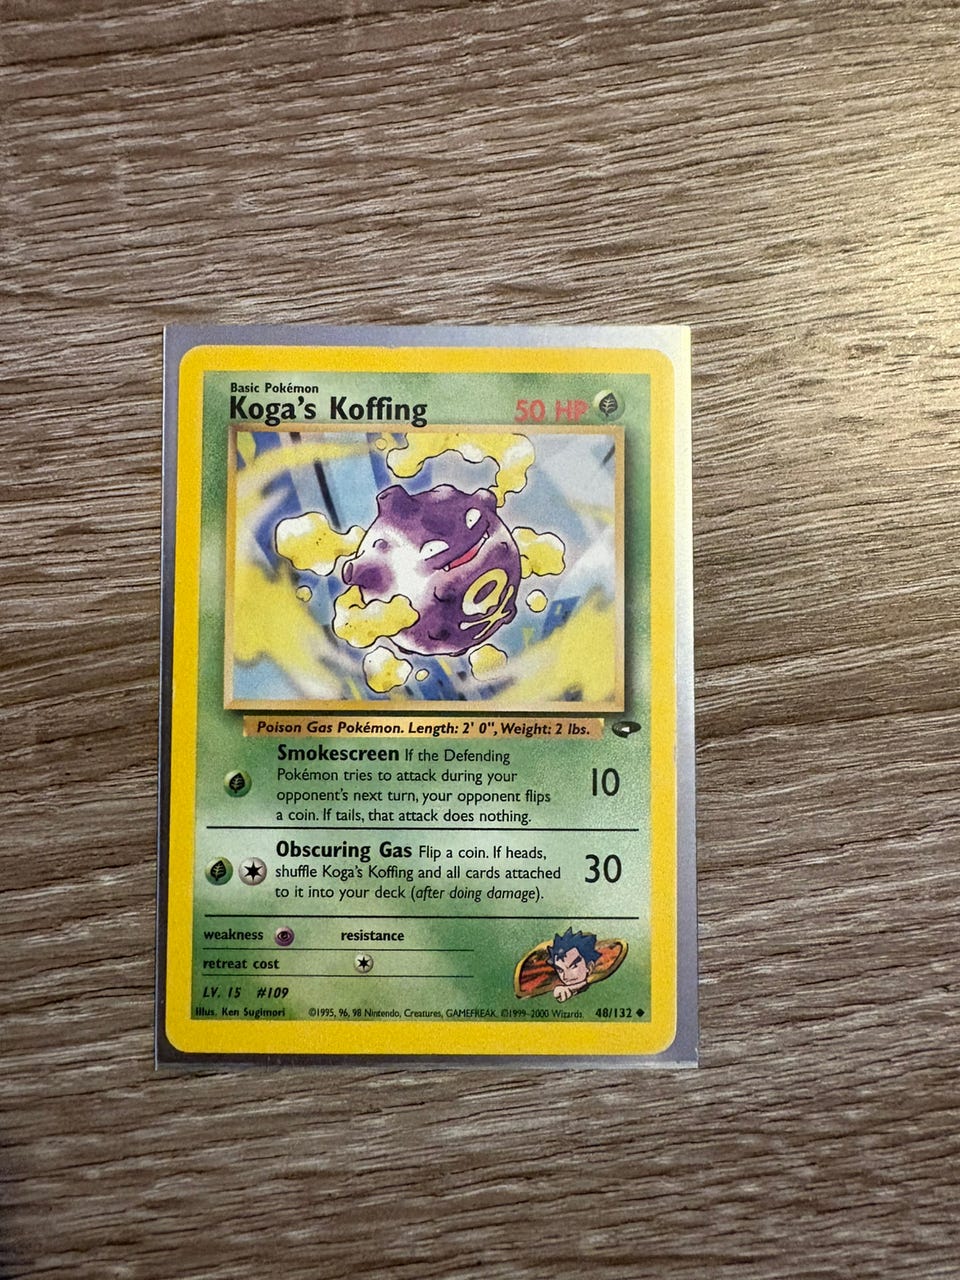 Basic Pokémon
Koga's Koffing 50 HP
Poison Gas Pokémon. Length: 2' 0", Weight: 2 lbs.
Smokescreen If the Defending
Pokémon tries to attack during your
opponent's next turn, your opponent flips
a coin. If tails, that attack does nothing.
10
Obscuring Gas Flip a coin. If heads,
shuffle Koga's Koffing and all cards attached
to it into your deck (after doing damage).
30
weakness resistance
retreat cost
LV. 15 #109
Illus. Ken Sugimori ©1995, 96, 98 Nintendo, Creatures, GAMEFREAK. ©1999-2000 Wizards. 48/132